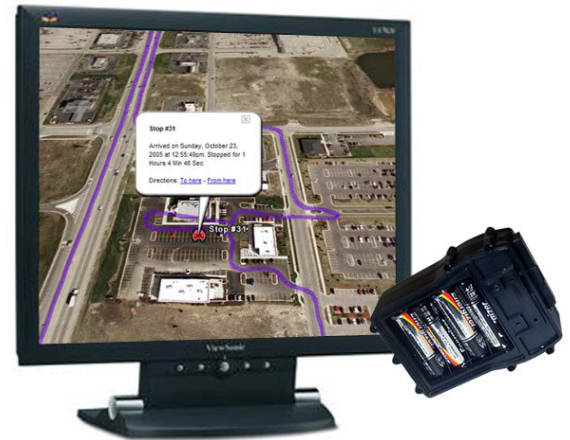 Stop #31
Arrived on Sunday, October 23,
2005 at 12:55:49pm. Stopped for 1
Hours 4 Min 46 Sec
Directions: To here - From here
Stop #31
ViewSonic